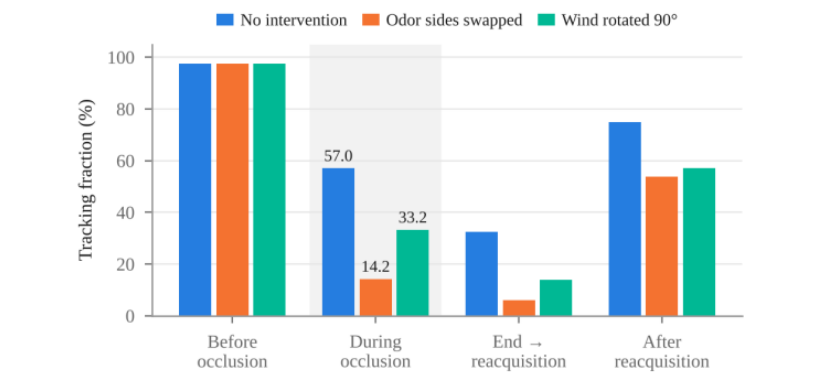 No intervention Odor sides swapped Wind rotated 90°
Tracking fraction (%)
100
80
60
40
20
0
57.0
14.2
33.2
Before
occlusion
During
occlusion
End →
reacquisition
After
reacquisition